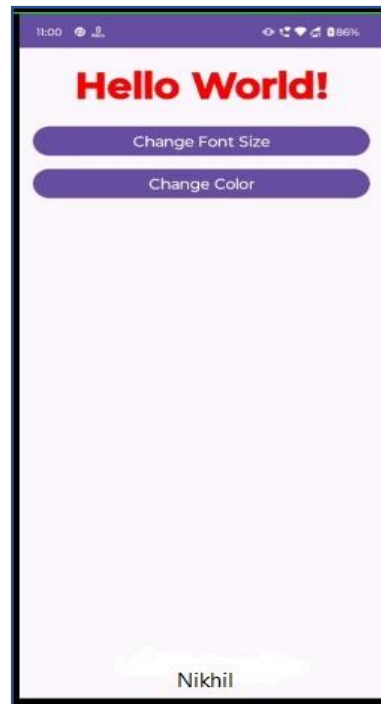 11:00 86%
Hello World!
Change Font Size
Change Color
Nikhil